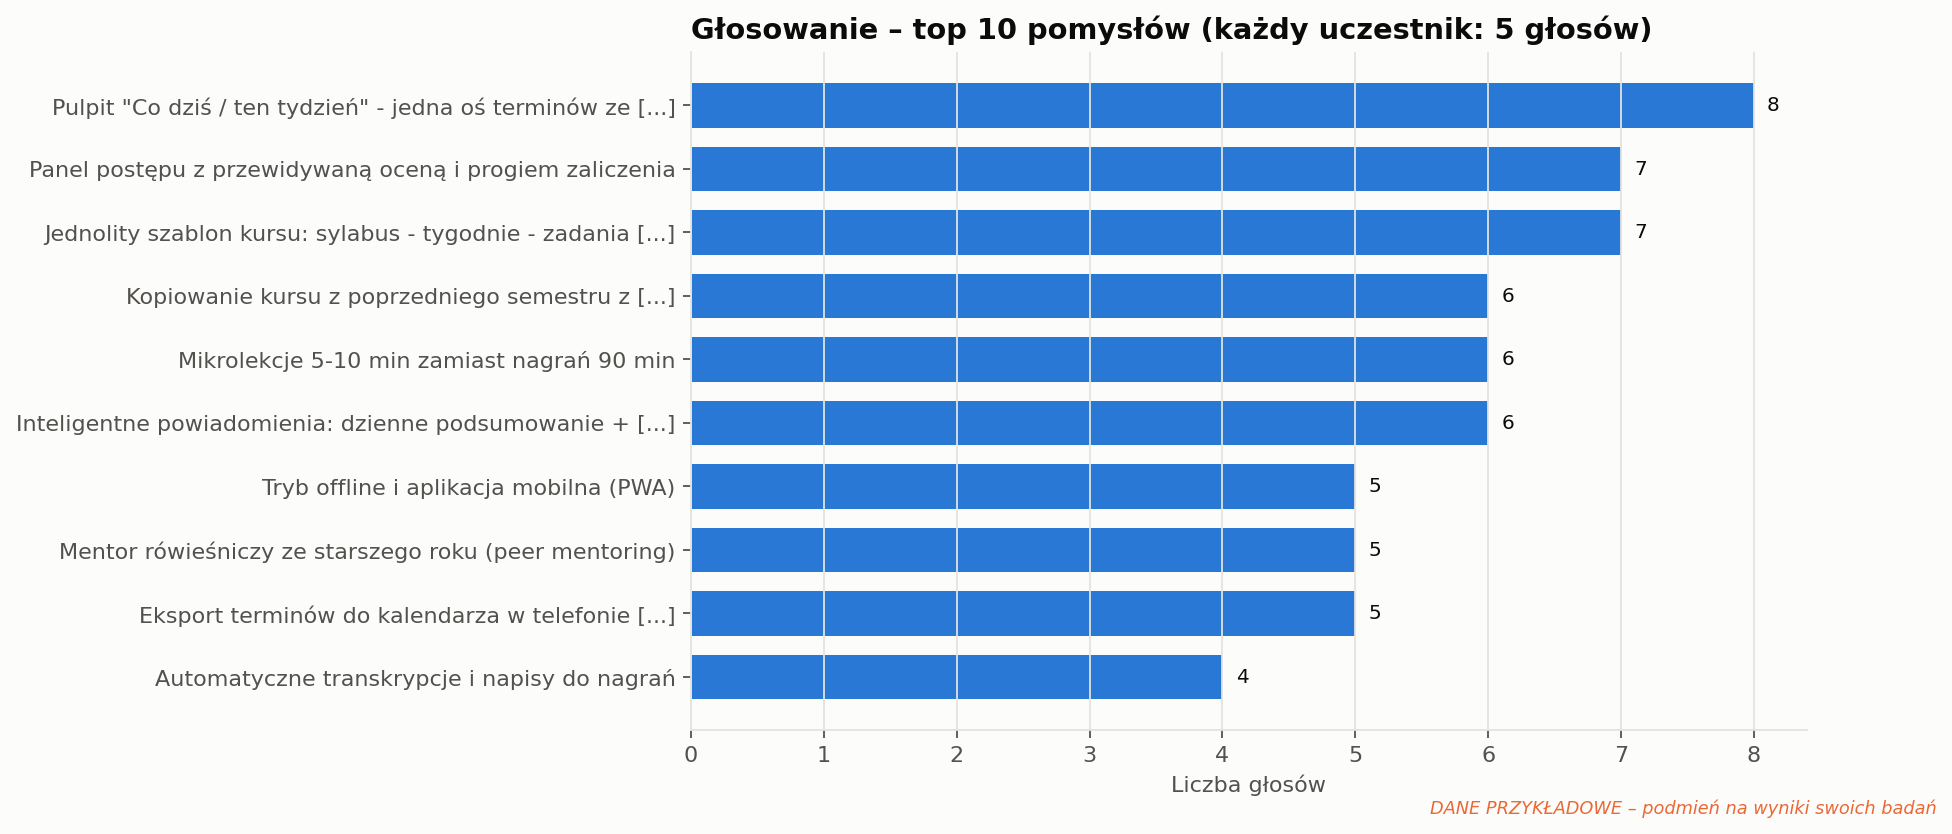 Głosowanie – top 10 pomysłów (każdy uczestnik: 5 głosów)
Pulpit "Co dziś / ten tydzień" - jedna oś terminów ze [...] 8
Panel postępu z przewidywaną oceną i progiem zaliczenia 7
Jednolity szablon kursu: sylabus - tygodnie - zadania [...] 7
Kopiowanie kursu z poprzedniego semestru z [...] 6
Mikrolekcje 5-10 min zamiast nagrań 90 min 6
Inteligentne powiadomienia: dzienne podsumowanie + [...] 6
Tryb offline i aplikacja mobilna (PWA) 5
Mentor rówieśniczy ze starszego roku (peer mentoring) 5
Eksport terminów do kalendarza w telefonie [...] 5
Automatyczne transkrypcje i napisy do nagrań 4
0 1 2 3 4 5 6 7 8
Liczba głosów
DANE PRZYKŁADOWE – podmień na wyniki swoich badań